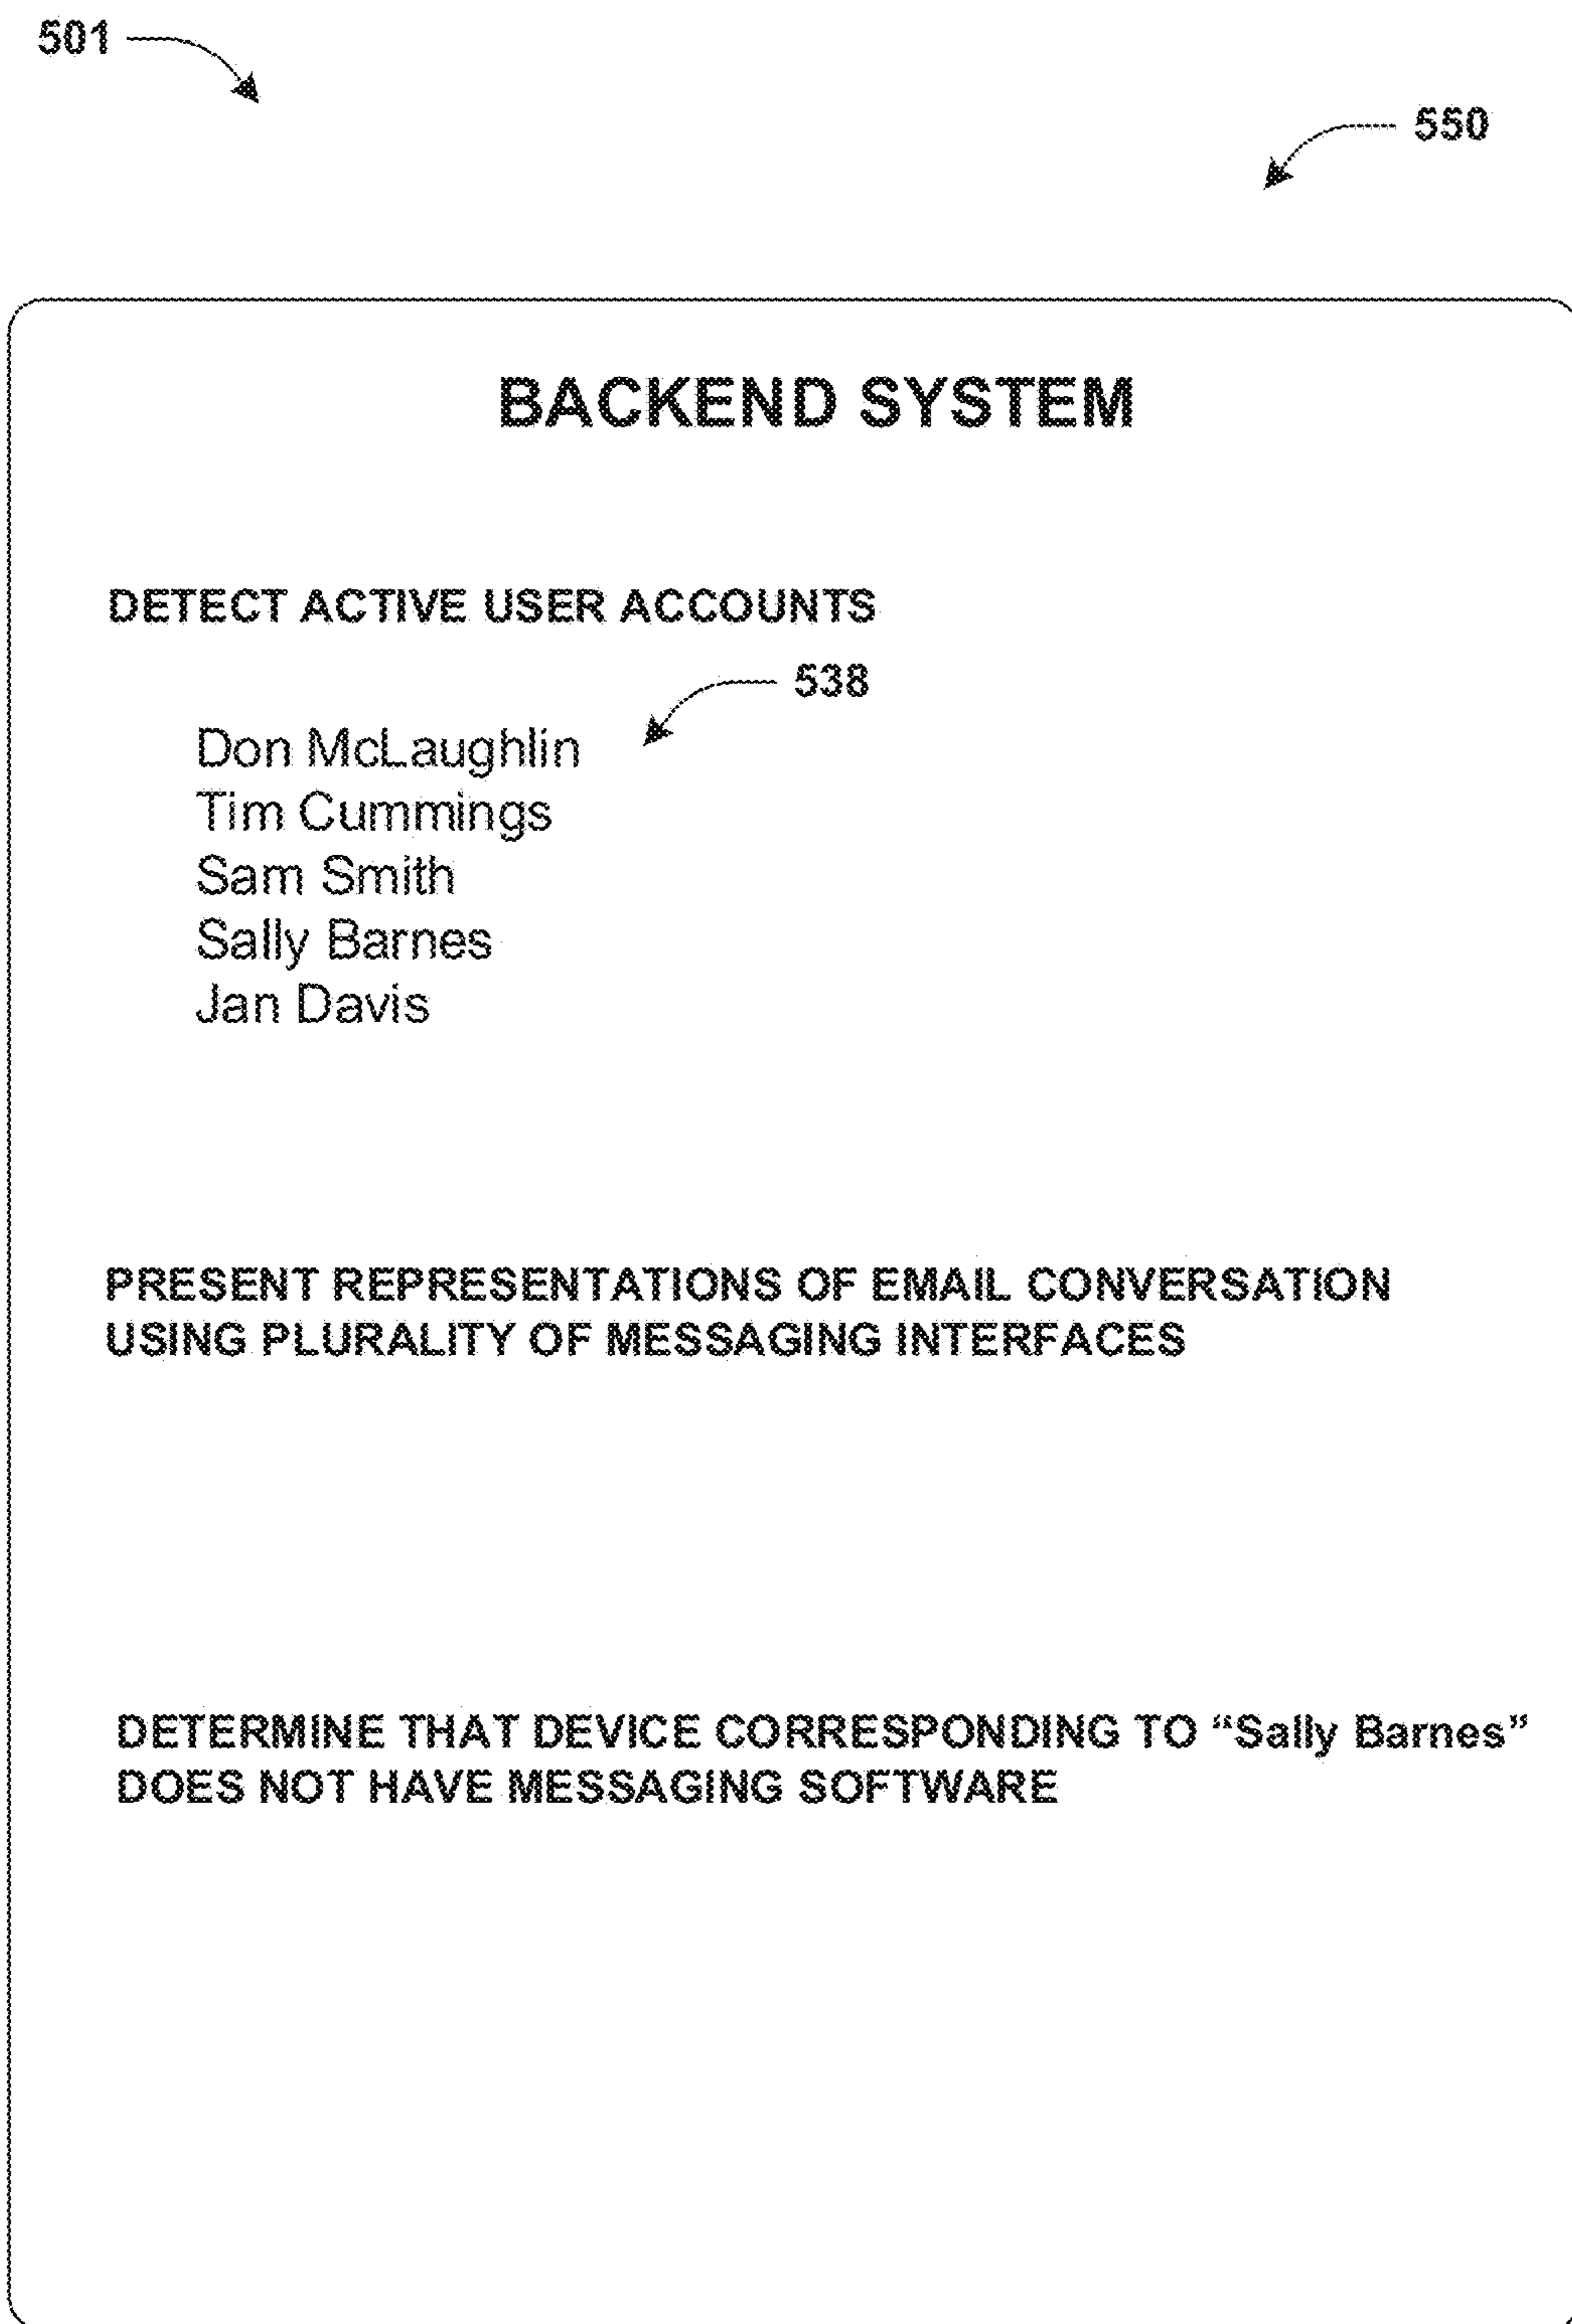 501
550
BACKEND SYSTEM
DETECT ACTIVE USER ACCOUNTS
538
Don McLaughlin
Tim Cummings
Sam Smith
Sally Barnes
Jan Davis
PRESENT REPRESENTATIONS OF EMAIL CONVERSATION
USING PLURALITY OF MESSAGING INTERFACES
DETERMINE THAT DEVICE CORRESPONDING TO “Sally Barnes”
DOES NOT HAVE MESSAGING SOFTWARE